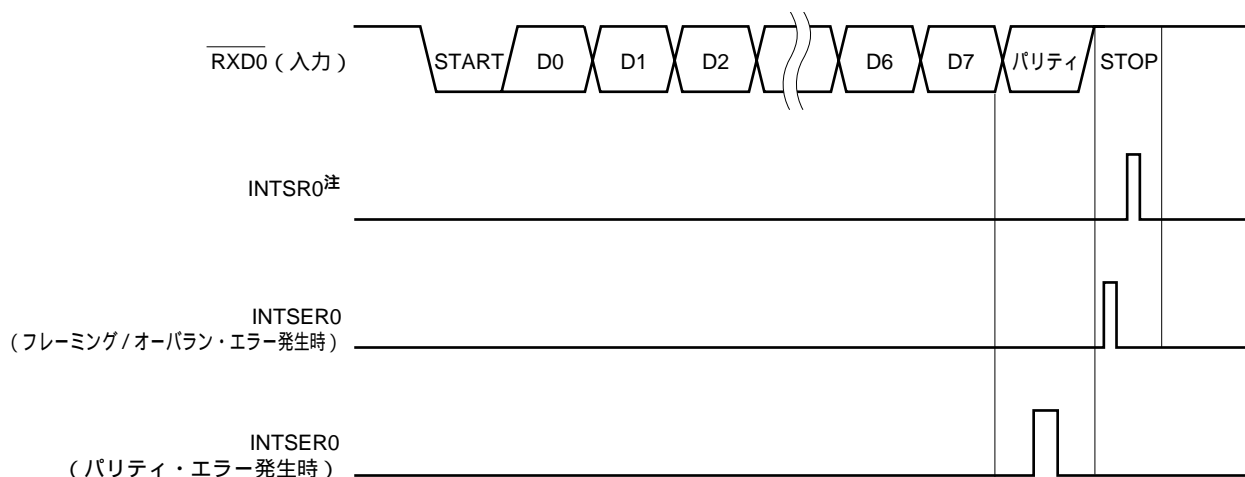 RXD0（入力）
START D0 D1 D2 D6 D7 パリティ STOP
INTSR0注
INTSER0
（フレーミング/オーバラン・エラー発生時）
INTSER0
（パリティ・エラー発生時）